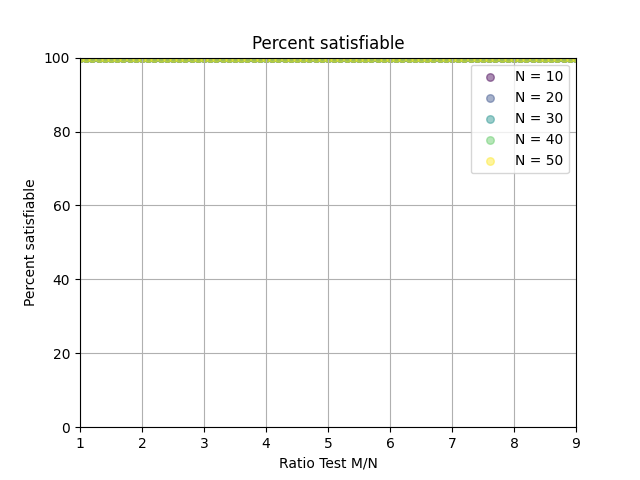 Percent satisfiable
Percent satisfiable
100
80
60
40
20
0
N = 10
N = 20
N = 30
N = 40
N = 50
1 2 3 4 5 6 7 8 9
Ratio Test M/N